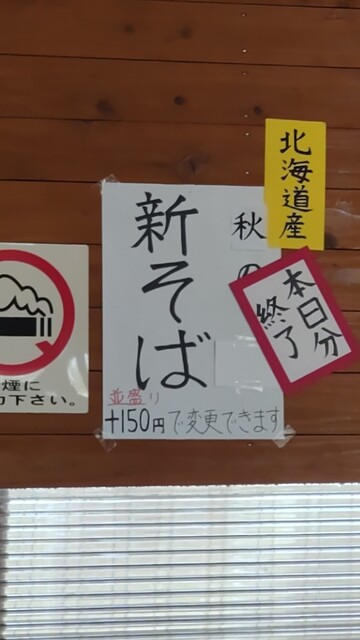 北海道産
秋の
新そば
本日分
終了
並盛り
+150円で変更できます
煙に
下さい。